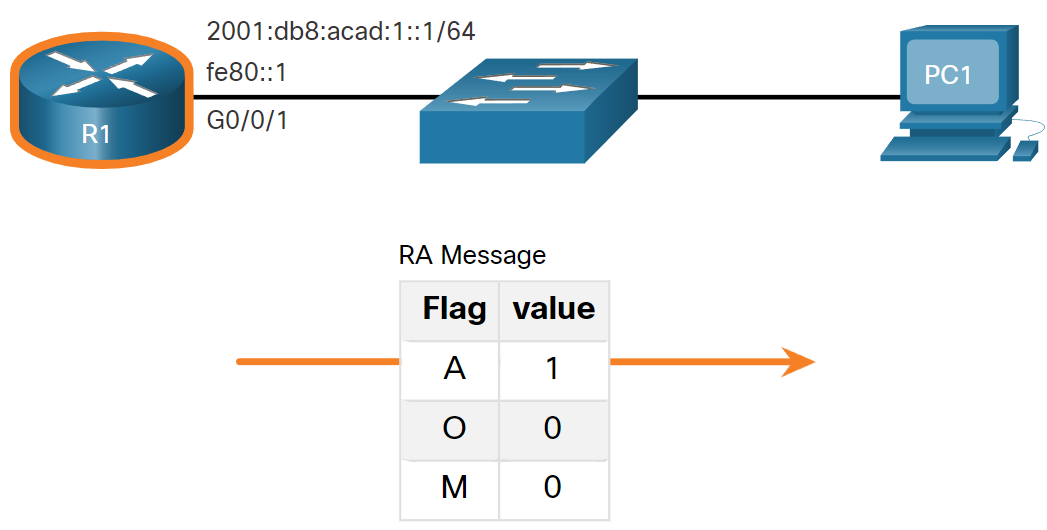 2001:db8:acad:1::1/64
fe80::1
G0/0/1
R1
PC1
RA Message
Flag value
A 1
O 0
M 0